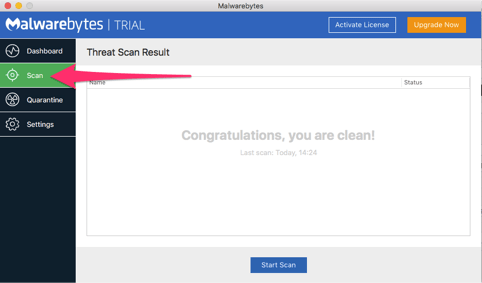 Malwarebytes
Malwarebytes | TRIAL
Activate License
Upgrade Now
Dashboard
Scan
Quarantine
Settings
Threat Scan Result
Name
Status
Congratulations, you are clean!
Last scan: Today, 14:24
Start Scan